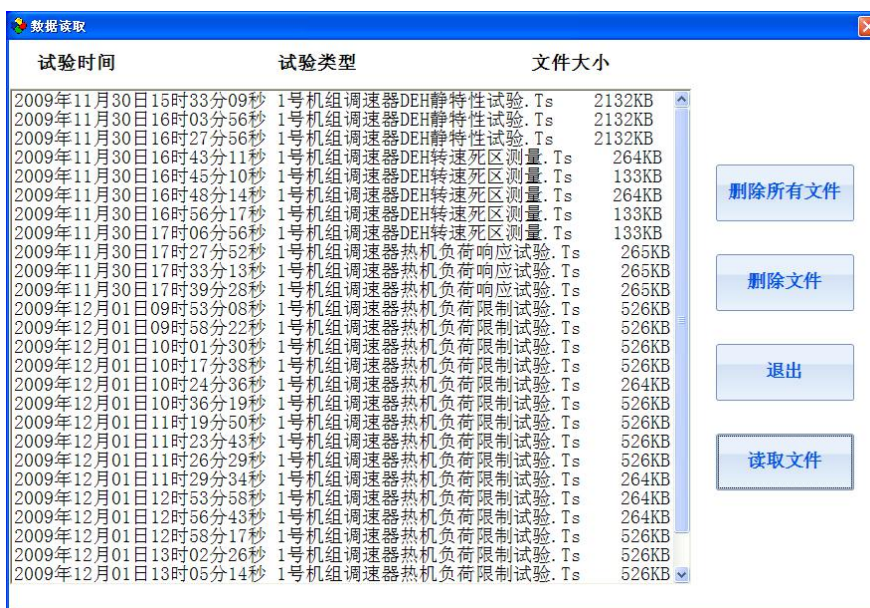 数据读取
试验时间 试验类型 文件大小
2009年11月30日15时33分09秒 1号机组调速器DEH静特性试验.Ts 2132KB
2009年11月30日16时03分56秒 1号机组调速器DEH静特性试验.Ts 2132KB
2009年11月30日16时27分56秒 1号机组调速器DEH静特性试验.Ts 2132KB
2009年11月30日16时43分11秒 1号机组调速器DEH转速死区测量.Ts 264KB
2009年11月30日16时45分10秒 1号机组调速器DEH转速死区测量.Ts 133KB
2009年11月30日16时48分14秒 1号机组调速器DEH转速死区测量.Ts 264KB
2009年11月30日16时56分17秒 1号机组调速器DEH转速死区测量.Ts 133KB
2009年11月30日17时06分56秒 1号机组调速器DEH转速死区测量.Ts 133KB
2009年11月30日17时27分52秒 1号机组调速器热机负荷响应试验.Ts 265KB
2009年11月30日17时33分13秒 1号机组调速器热机负荷响应试验.Ts 265KB
2009年11月30日17时39分28秒 1号机组调速器热机负荷响应试验.Ts 265KB
2009年12月01日09时53分08秒 1号机组调速器热机负荷限制试验.Ts 526KB
2009年12月01日09时58分22秒 1号机组调速器热机负荷限制试验.Ts 526KB
2009年12月01日10时01分30秒 1号机组调速器热机负荷限制试验.Ts 526KB
2009年12月01日10时17分38秒 1号机组调速器热机负荷限制试验.Ts 526KB
2009年12月01日10时24分36秒 1号机组调速器热机负荷限制试验.Ts 264KB
2009年12月01日10时36分19秒 1号机组调速器热机负荷限制试验.Ts 526KB
2009年12月01日11时19分50秒 1号机组调速器热机负荷限制试验.Ts 526KB
2009年12月01日11时23分43秒 1号机组调速器热机负荷限制试验.Ts 526KB
2009年12月01日11时26分29秒 1号机组调速器热机负荷限制试验.Ts 526KB
2009年12月01日11时29分34秒 1号机组调速器热机负荷限制试验.Ts 264KB
2009年12月01日12时53分58秒 1号机组调速器热机负荷限制试验.Ts 264KB
2009年12月01日12时56分43秒 1号机组调速器热机负荷限制试验.Ts 264KB
2009年12月01日12时58分17秒 1号机组调速器热机负荷限制试验.Ts 526KB
2009年12月01日13时02分26秒 1号机组调速器热机负荷限制试验.Ts 526KB
2009年12月01日13时05分14秒 1号机组调速器热机负荷限制试验.Ts 526KB
删除所有文件
删除文件
退出
读取文件